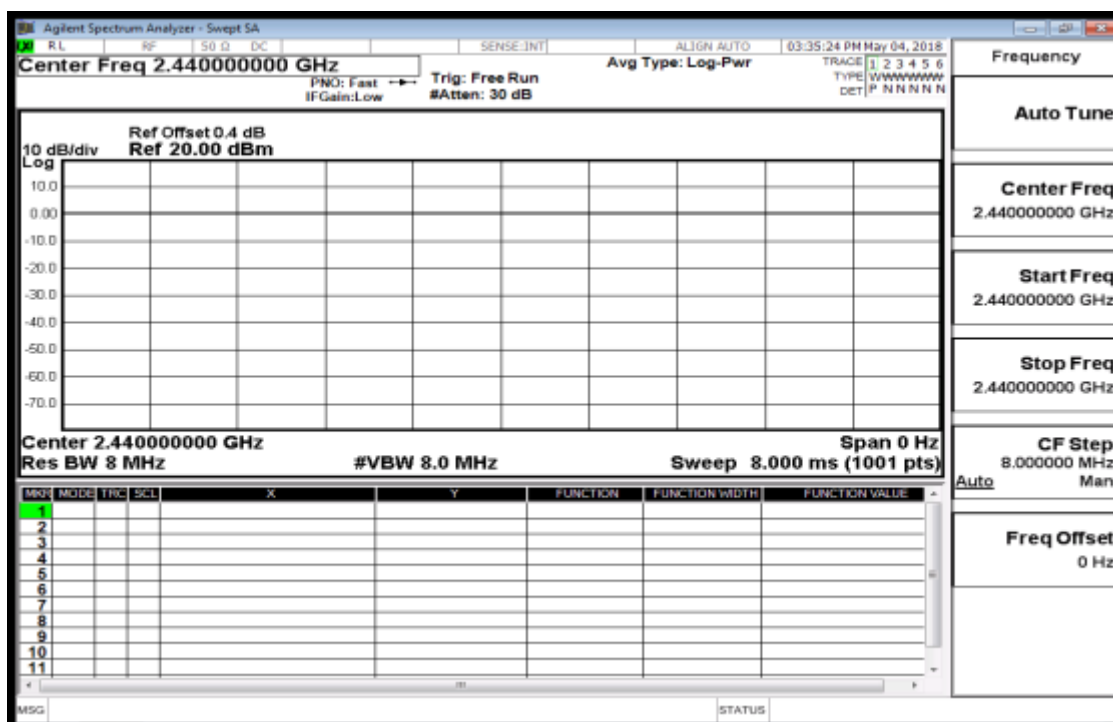 Agilent Spectrum Analyzer - Swept SA
RL RF 50 Ω DC SENSE:INT ALIGN AUTO 03:35:24 PM May 04, 2018
Center Freq 2.440000000 GHz
PNO: Fast
IFGain:Low
Trig: Free Run
#Atten: 30 dB
Avg Type: Log-Pwr
TRACE 1 2 3 4 5 6
TYPE WWWWWW
DET P N N N N N
Ref Offset 0.4 dB
10 dB/div Ref 20.00 dBm
Log
10.0
0.00
-10.0
-20.0
-30.0
-40.0
-50.0
-60.0
-70.0
Center 2.440000000 GHz Span 0 Hz
Res BW 8 MHz #VBW 8.0 MHz Sweep 8.000 ms (1001 pts)
MKR MODE TRC SCL X Y FUNCTION FUNCTION WIDTH FUNCTION VALUE
1
2
3
4
5
6
7
8
9
10
11
MSG STATUS
Frequency
Auto Tune
Center Freq
2.440000000 GHz
Start Freq
2.440000000 GHz
Stop Freq
2.440000000 GHz
CF Step
8.000000 MHz
Auto Man
Freq Offset
0 Hz